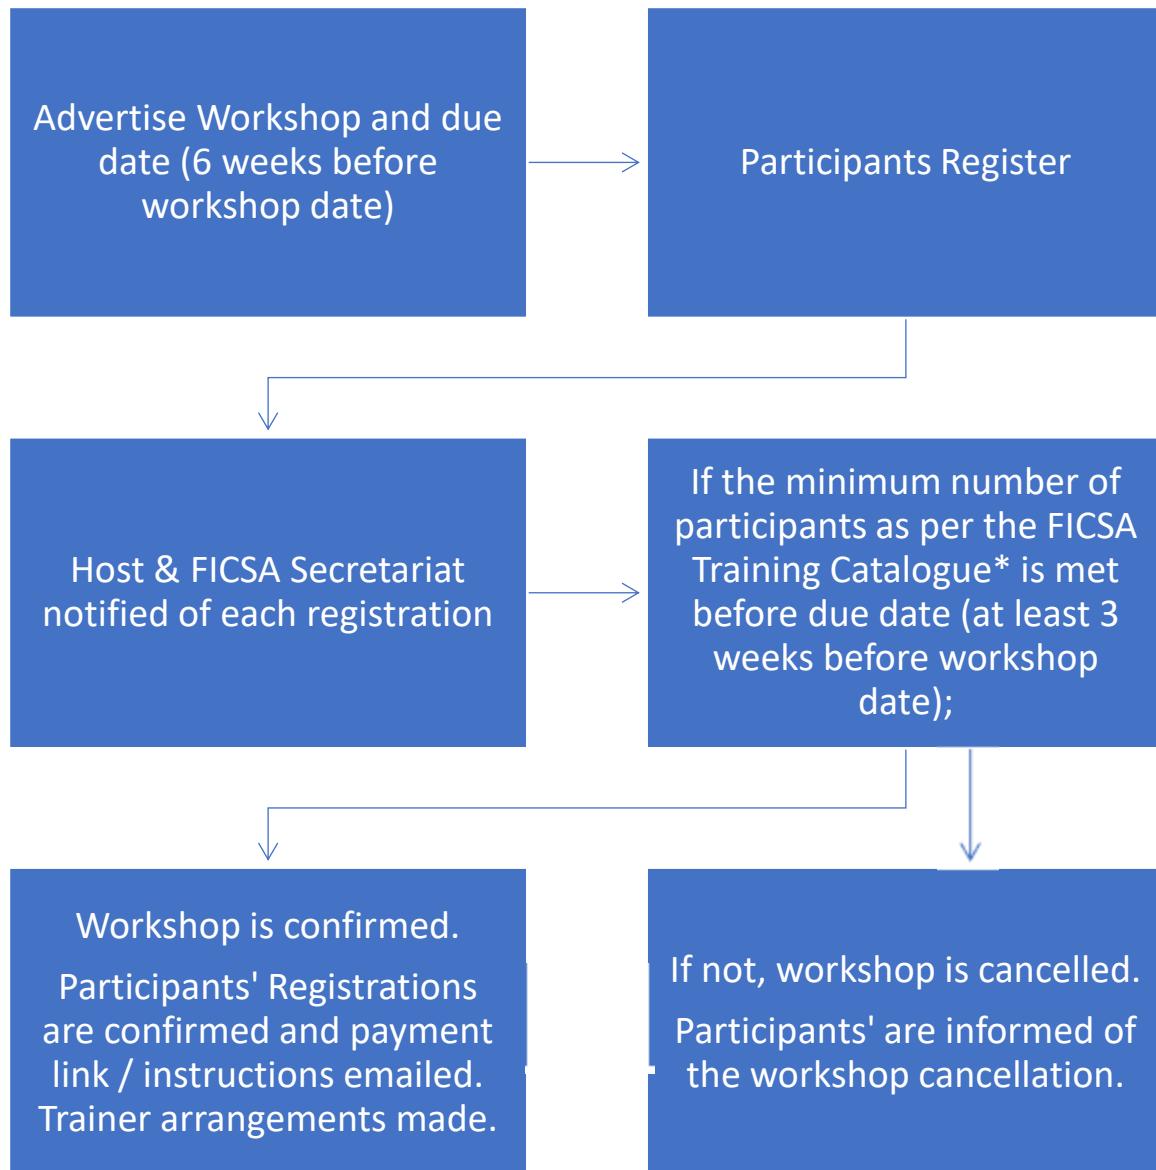 Advertise Workshop and due
date (6 weeks before
workshop date)
Participants Register
Host & FICSA Secretariat
notified of each registration
If the minimum number of
participants as per the FICSA
Training Catalogue* is met
before due date (at least 3
weeks before workshop
date);
Workshop is confirmed.
Participants' Registrations
are confirmed and payment
link / instructions emailed.
Trainer arrangements made.
If not, workshop is cancelled.
Participants' are informed of
the workshop cancellation.